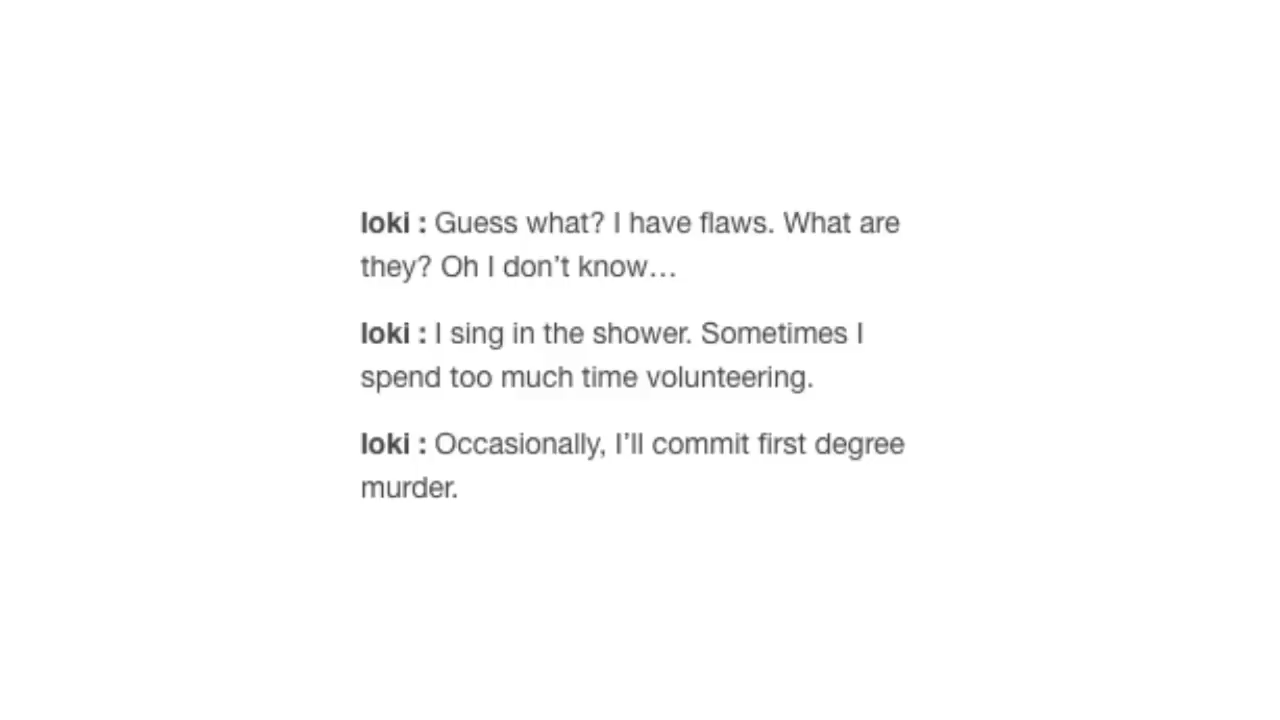 loki : Guess what? I have flaws. What are
they? Oh I don’t know…
loki : I sing in the shower. Sometimes I
spend too much time volunteering.
loki : Occasionally, I’ll commit first degree
murder.